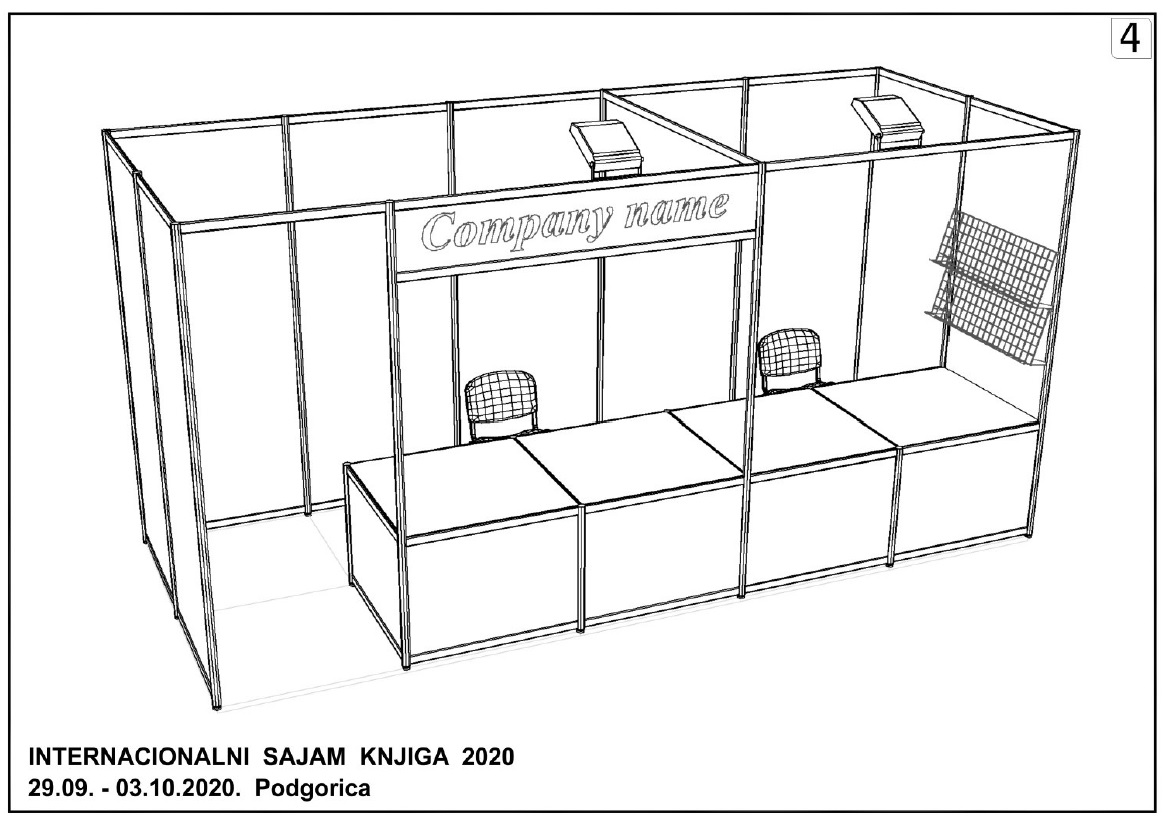 4
Company name
INTERNACIONALNI SAJAM KNJIGA 2020
29.09. - 03.10.2020. Podgorica